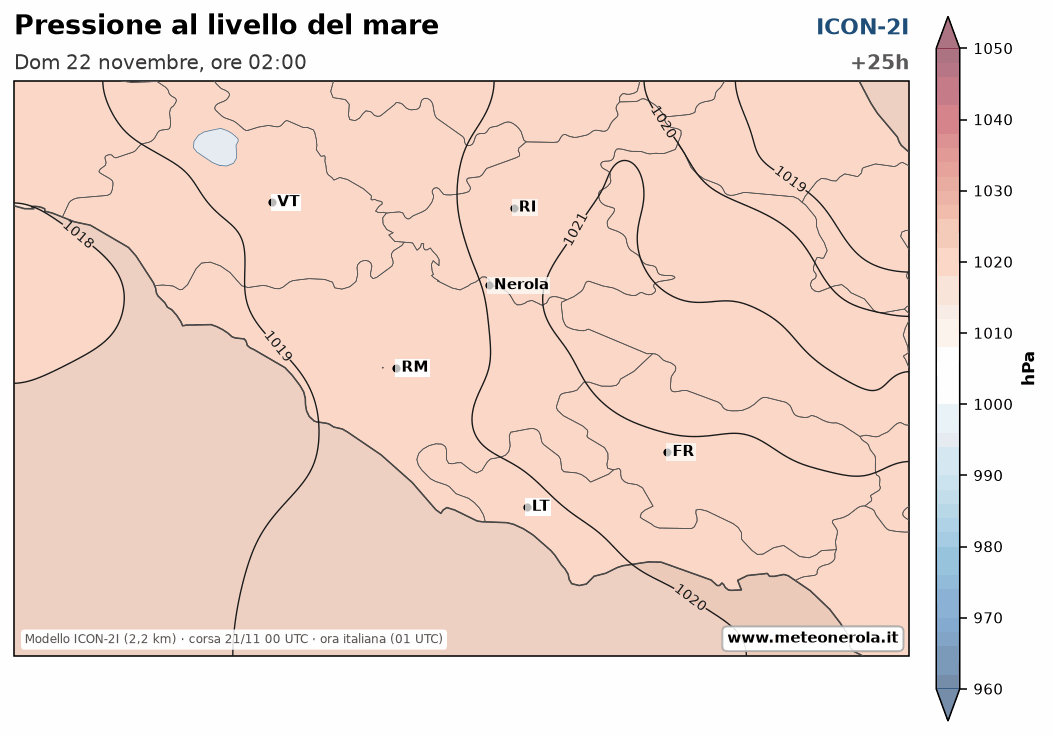 Pressione al livello del mare
ICON-2I
Dom 22 novembre, ore 02:00
+25h
1050
1040
1030
1020
1010
1000
990
980
970
960
hPa
1020
1019
VT
RI
1021
1018
Nerola
1019
RM
FR
LT
1020
Modello ICON-2I (2,2 km) · corsa 21/11 00 UTC · ora italiana (01 UTC)
www.meteonerola.it